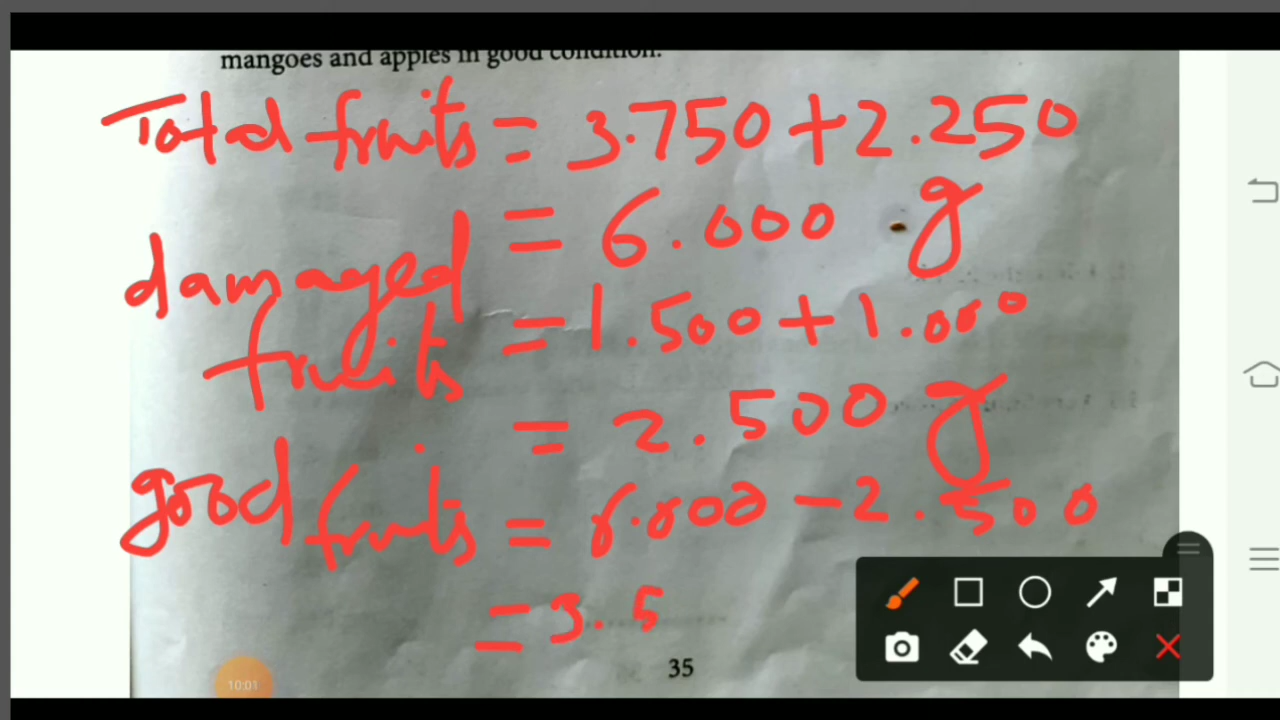 mangoes and apples in good condition.
Total fruits = 3.750 + 2.250
= 6.000 g
damaged fruits = 1.500 + 1.000
= 2.500 g
good fruits = 6.000 - 2.500
= 3.5
35
10:01